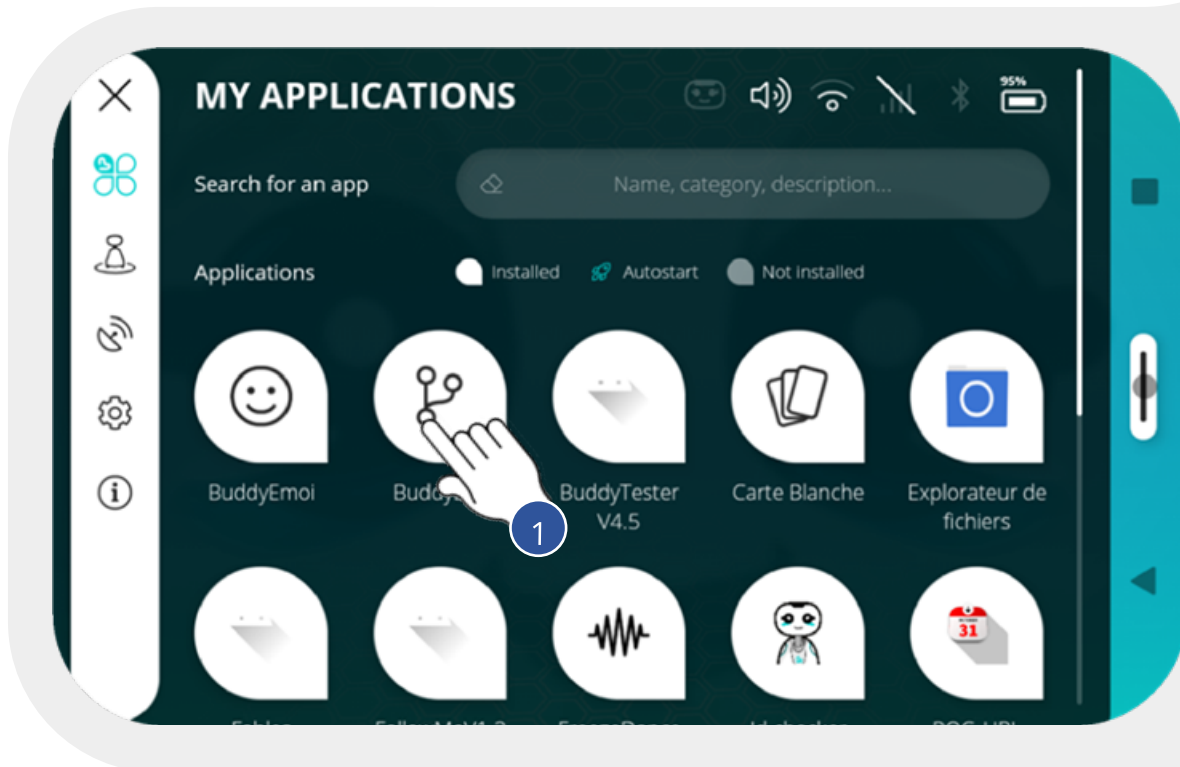 MY APPLICATIONS
95%
Search for an app
Name, category, description...
Applications
Installed
Autostart
Not installed
BuddyEmoi
BuddyTester
V4.5
Carte Blanche
Explorateur de
fichiers
1
31